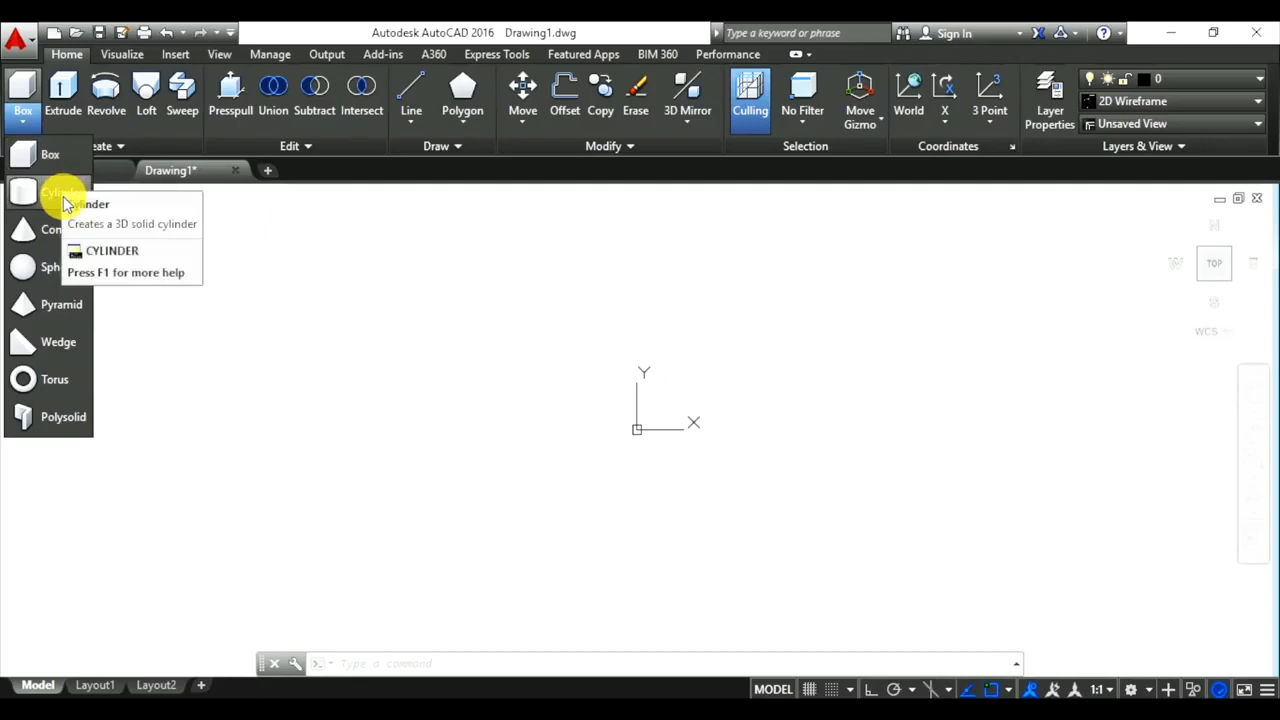 Autodesk AutoCAD 2016 Drawing1.dwg
Type a keyword or phrase
Sign In
Home Visualize Insert View Manage Output Add-ins A360 Express Tools Featured Apps BIM 360 Performance
Box Extrude Revolve Loft Sweep Presspull Union Subtract Intersect Line Polygon Move Offset Copy Erase 3D Mirror Culling No Filter Move Gizmo World X 3 Point Layer Properties
0
2D Wireframe
Unsaved View
Edit Draw Modify Selection Coordinates Layers & View
Drawing1*
Box
Cylinder
Creates a 3D solid cylinder
CYLINDER
Press F1 for more help
Pyramid
Wedge
Torus
Polysolid
N
W TOP
S
WCS
Y
X
Type a command
Model Layout1 Layout2
MODEL 1:1